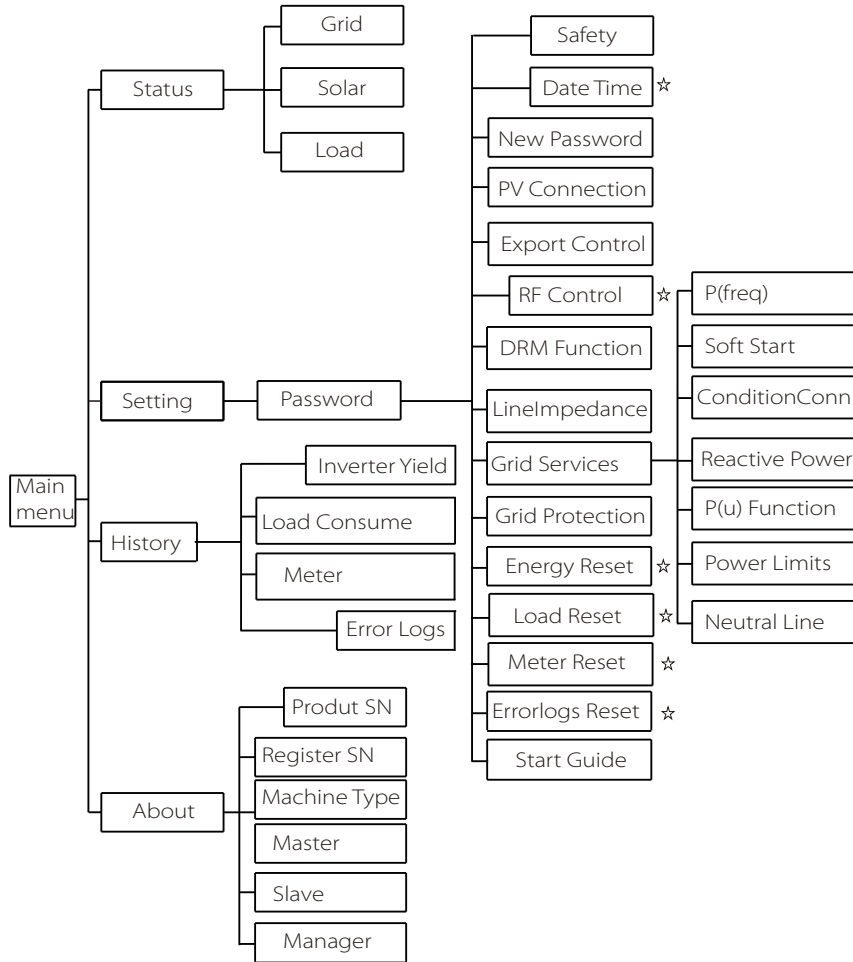 Main
menu
Status
Grid
Solar
Load
Setting
Password
Safety
Date Time ☆
New Password
PV Connection
Export Control
RF Control ☆
DRM Function
LineImpedance
Grid Services
P(freq)
Soft Start
ConditionConn
Reactive Power
P(u) Function
Power Limits
Neutral Line
Grid Protection
Energy Reset ☆
Load Reset ☆
Meter Reset ☆
Errorlogs Reset ☆
Start Guide
History
Inverter Yield
Load Consume
Meter
Error Logs
About
Produt SN
Register SN
Machine Type
Master
Slave
Manager